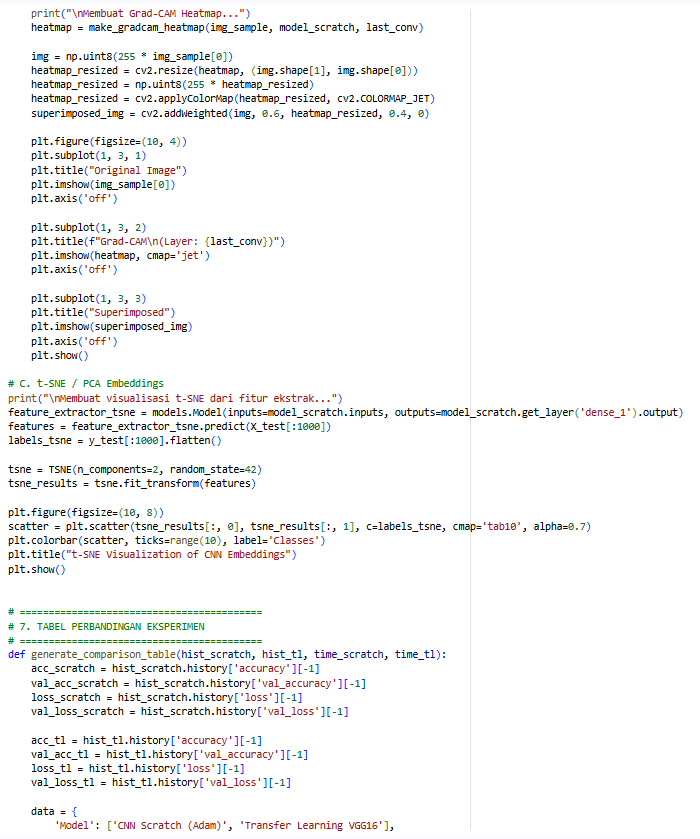 print("\nMembuat Grad-CAM Heatmap...")
    heatmap = make_gradcam_heatmap(img_sample, model_scratch, last_conv)

    img = np.uint8(255 * img_sample[0])
    heatmap_resized = cv2.resize(heatmap, (img.shape[1], img.shape[0]))
    heatmap_resized = np.uint8(255 * heatmap_resized)
    heatmap_resized = cv2.applyColorMap(heatmap_resized, cv2.COLORMAP_JET)
    superimposed_img = cv2.addWeighted(img, 0.6, heatmap_resized, 0.4, 0)

    plt.figure(figsize=(10, 4))
    plt.subplot(1, 3, 1)
    plt.title("Original Image")
    plt.imshow(img_sample[0])
    plt.axis('off')

    plt.subplot(1, 3, 2)
    plt.title(f"Grad-CAM\n(Layer: {last_conv})")
    plt.imshow(heatmap, cmap='jet')
    plt.axis('off')

    plt.subplot(1, 3, 3)
    plt.title("Superimposed")
    plt.imshow(superimposed_img)
    plt.axis('off')
    plt.show()

# C. t-SNE / PCA Embeddings
print("\nMembuat visualisasi t-SNE dari fitur ekstrak...")
feature_extractor_tsne = models.Model(inputs=model_scratch.inputs, outputs=model_scratch.get_layer('dense_1').output)
features = feature_extractor_tsne.predict(X_test[:1000])
labels_tsne = y_test[:1000].flatten()

tsne = TSNE(n_components=2, random_state=42)
tsne_results = tsne.fit_transform(features)

plt.figure(figsize=(10, 8))
scatter = plt.scatter(tsne_results[:, 0], tsne_results[:, 1], c=labels_tsne, cmap='tab10', alpha=0.7)
plt.colorbar(scatter, ticks=range(10), label='Classes')
plt.title("t-SNE Visualization of CNN Embeddings")
plt.show()


# ==========================================
# 7. TABEL PERBANDINGAN EKSPERIMEN
# ==========================================
def generate_comparison_table(hist_scratch, hist_tl, time_scratch, time_tl):
    acc_scratch = hist_scratch.history['accuracy'][-1]
    val_acc_scratch = hist_scratch.history['val_accuracy'][-1]
    loss_scratch = hist_scratch.history['loss'][-1]
    val_loss_scratch = hist_scratch.history['val_loss'][-1]

    acc_tl = hist_tl.history['accuracy'][-1]
    val_acc_tl = hist_tl.history['val_accuracy'][-1]
    loss_tl = hist_tl.history['loss'][-1]
    val_loss_tl = hist_tl.history['val_loss'][-1]

    data = {
        'Model': ['CNN Scratch (Adam)', 'Transfer Learning VGG16'],